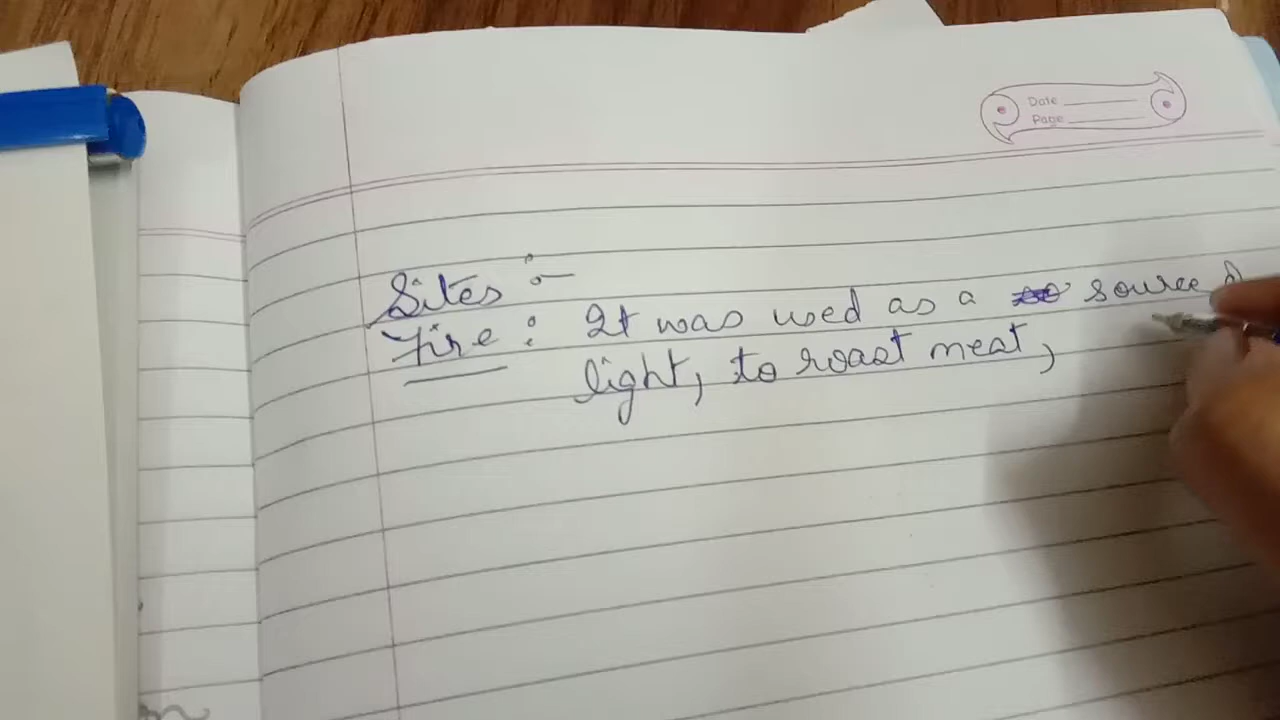 Date
Page
Sites :-
Fire : It was used as a source
light, to roast meat,